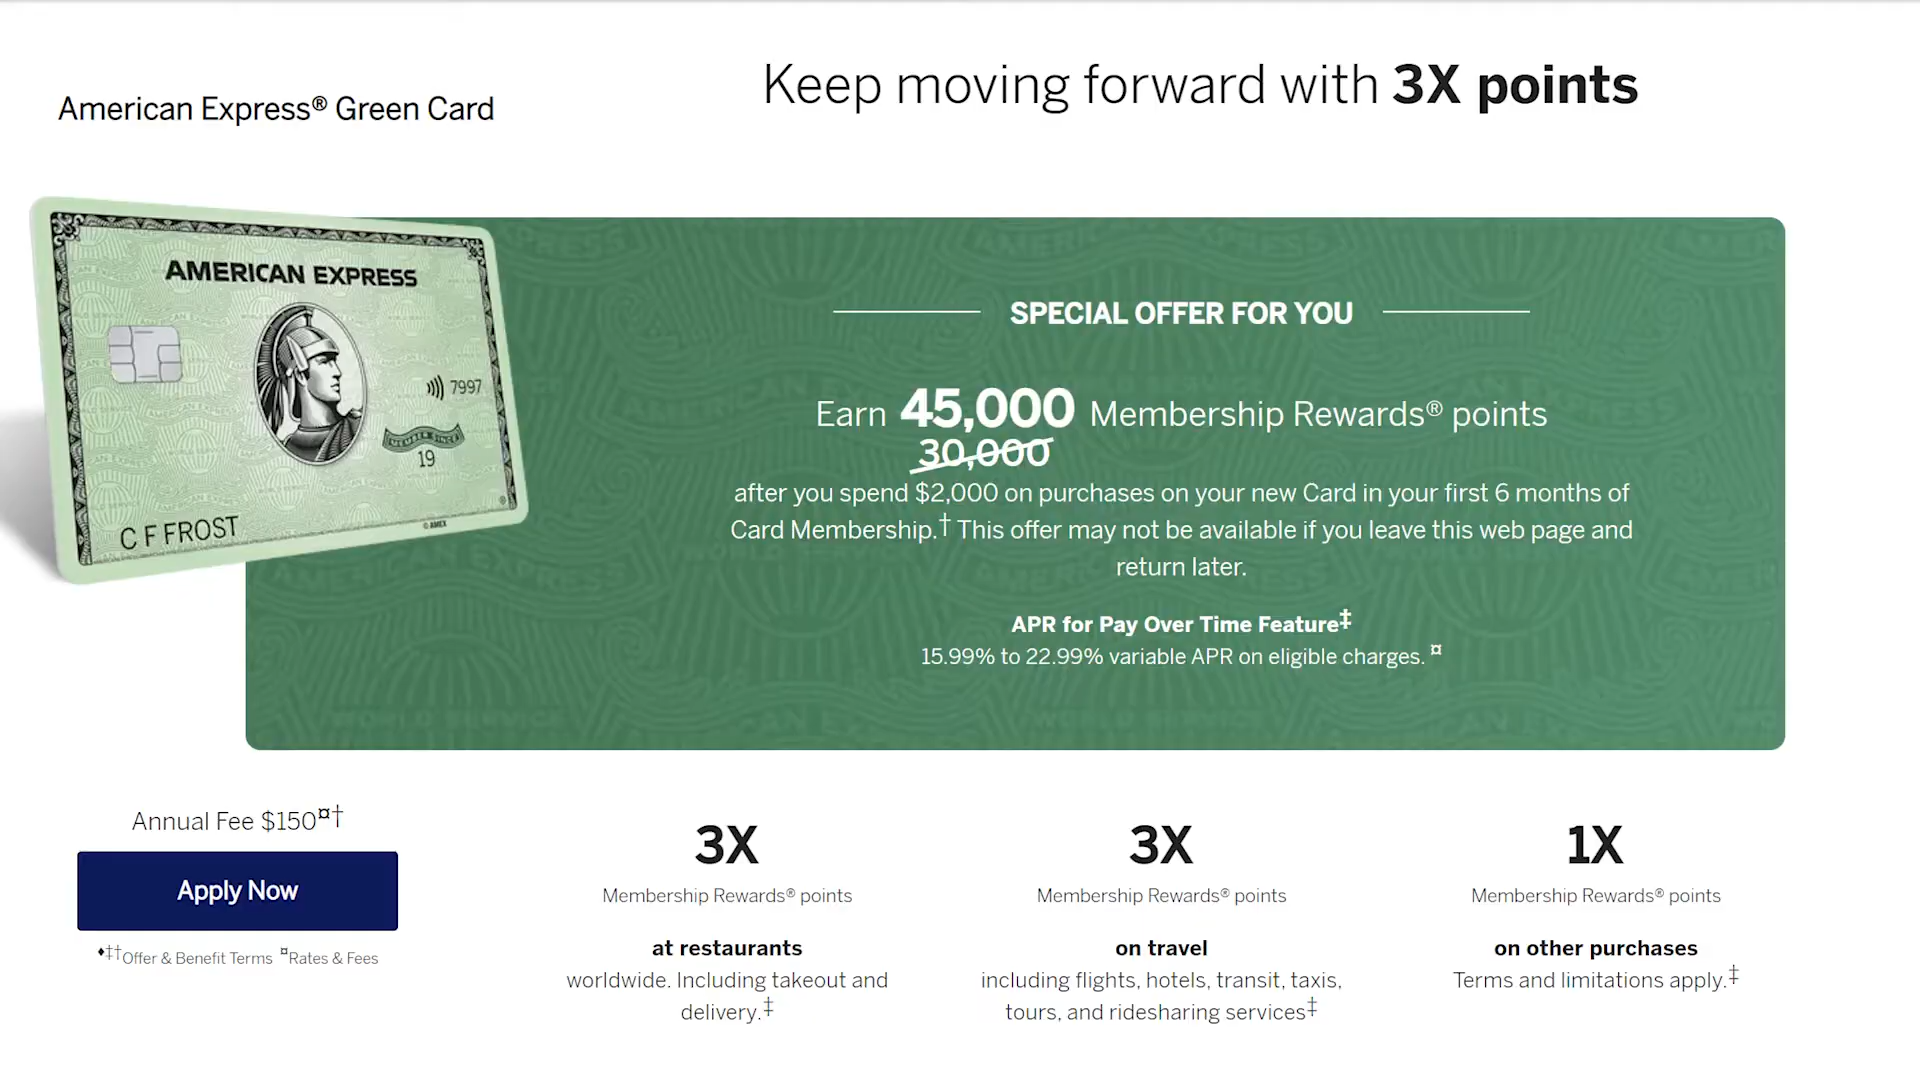 American Express® Green Card
Keep moving forward with 3X points
AMERICAN EXPRESS
7997
MEMBER SINCE
19
C F FROST
© AMEX
SPECIAL OFFER FOR YOU
Earn 45,000 Membership Rewards® points
30,000
after you spend $2,000 on purchases on your new Card in your first 6 months of
Card Membership.† This offer may not be available if you leave this web page and
return later.
APR for Pay Over Time Feature‡
15.99% to 22.99% variable APR on eligible charges. ¤
Annual Fee $150¤†
Apply Now
♦‡†Offer & Benefit Terms ¤Rates & Fees
3X
Membership Rewards® points
at restaurants
worldwide. Including takeout and
delivery.‡
3X
Membership Rewards® points
on travel
including flights, hotels, transit, taxis,
tours, and ridesharing services‡
1X
Membership Rewards® points
on other purchases
Terms and limitations apply.‡